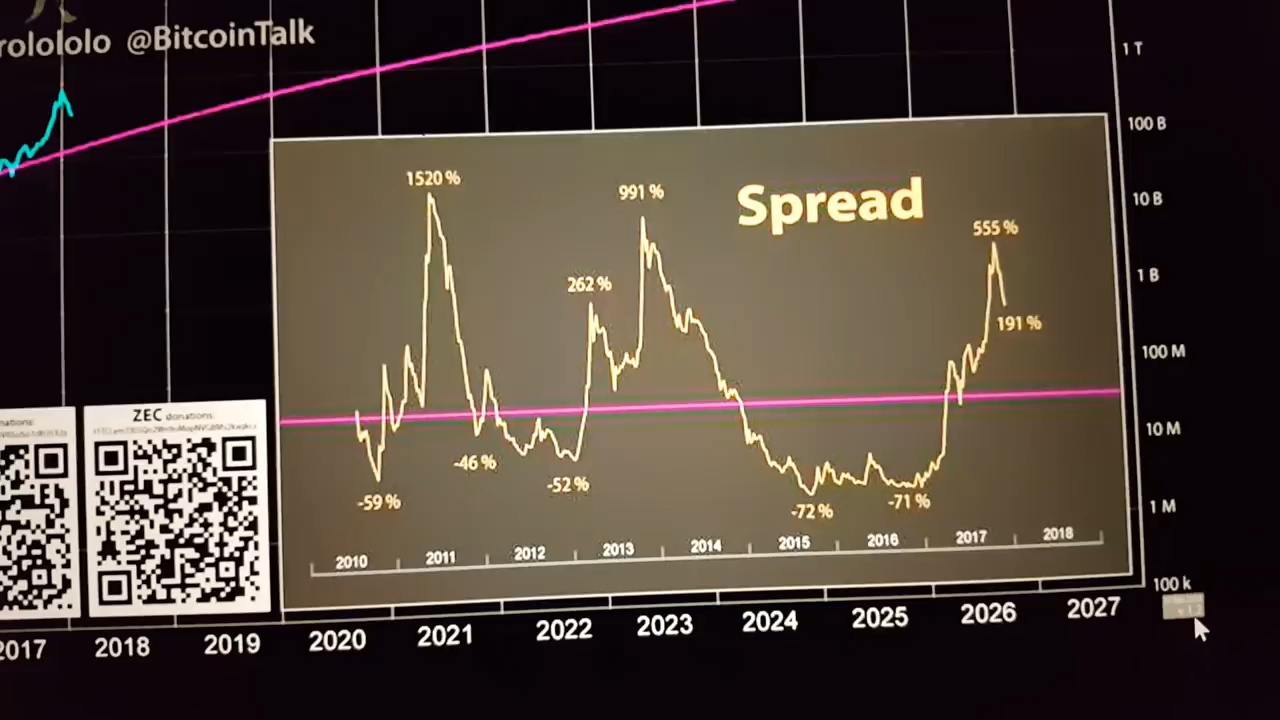 rolololo @BitcoinTalk
1 T
100 B
10 B
1 B
100 M
10 M
1 M
100 k
Spread
1520 %
991 %
555 %
262 %
191 %
-46 %
-52 %
-59 %
-72 %
-71 %
2010 2011 2012 2013 2014 2015 2016 2017 2018
ZEC donations:
nations:
2017 2018 2019 2020 2021 2022 2023 2024 2025 2026 2027